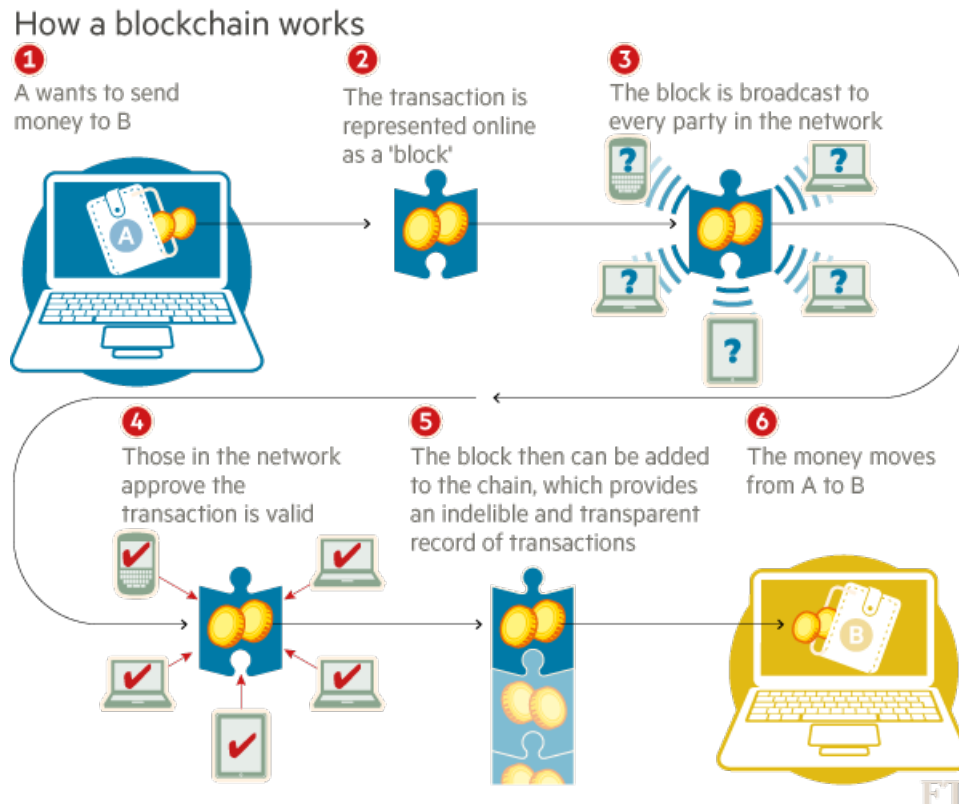 How a blockchain works
1
A wants to send
money to B
2
The transaction is
represented online
as a 'block'
3
The block is broadcast to
every party in the network
A
?
?
?
?
?
4
Those in the network
approve the
transaction is valid
5
The block then can be added
to the chain, which provides
an indelible and transparent
record of transactions
6
The money moves
from A to B
B
FT